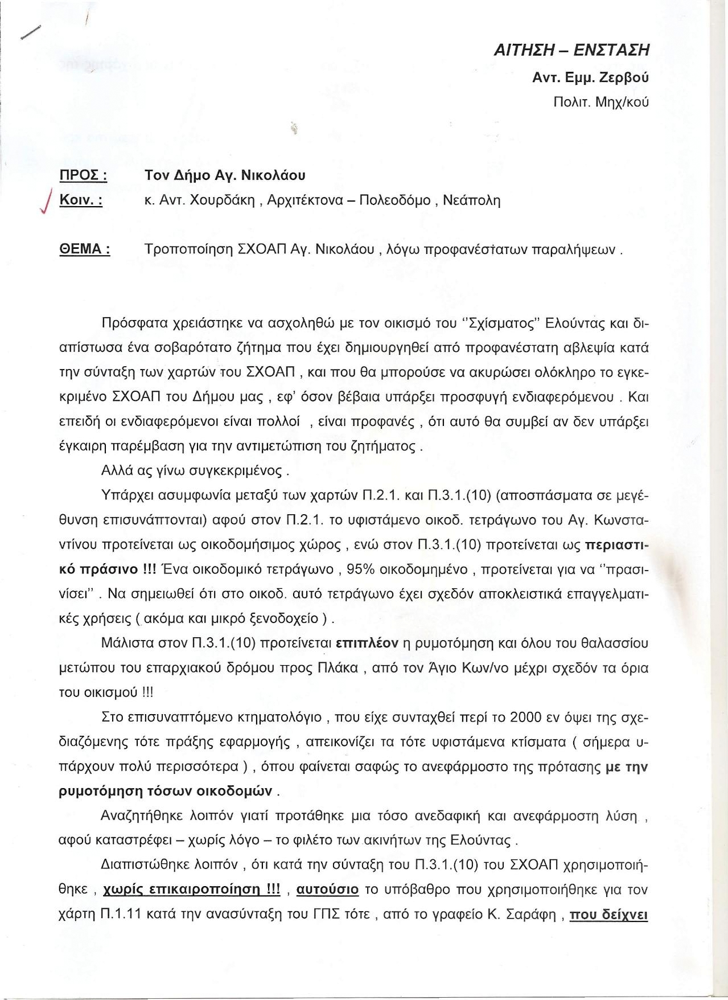 ΑΙΤΗΣΗ – ΕΝΣΤΑΣΗ
Αντ. Εμμ. Ζερβού
Πολιτ. Μηχ/κού
ΠΡΟΣ : Τον Δήμο Αγ. Νικολάου
Κοιν. : κ. Αντ. Χουρδάκη , Αρχιτέκτονα – Πολεοδόμο , Νεάπολη
ΘΕΜΑ : Τροποποίηση ΣΧΟΑΠ Αγ. Νικολάου , λόγω προφανέστατων παραλήψεων .
Πρόσφατα χρειάστηκε να ασχοληθώ με τον οικισμό του ‘’Σχίσματος’’ Ελούντας και δι-
απίστωσα ένα σοβαρότατο ζήτημα που έχει δημιουργηθεί από προφανέστατη αβλεψία κατά
την σύνταξη των χαρτών του ΣΧΟΑΠ , και που θα μπορούσε να ακυρώσει ολόκληρο το εγκε-
κριμένο ΣΧΟΑΠ του Δήμου μας , εφ’ όσον βέβαια υπάρξει προσφυγή ενδιαφερόμενου . Και
επειδή οι ενδιαφερόμενοι είναι πολλοί , είναι προφανές , ότι αυτό θα συμβεί αν δεν υπάρξει
έγκαιρη παρέμβαση για την αντιμετώπιση του ζητήματος .
Αλλά ας γίνω συγκεκριμένος .
Υπάρχει ασυμφωνία μεταξύ των χαρτών Π.2.1. και Π.3.1.(10) (αποσπάσματα σε μεγέ-
θυνση επισυνάπτονται) αφού στον Π.2.1. το υφιστάμενο οικοδ. τετράγωνο του Αγ. Κωνστα-
ντίνου προτείνεται ως οικοδομήσιμος χώρος , ενώ στον Π.3.1.(10) προτείνεται ως περιαστι-
κό πράσινο !!! Ένα οικοδομικό τετράγωνο , 95% οικοδομημένο , προτείνεται για να ‘’πρασι-
νίσει’’ . Να σημειωθεί ότι στο οικοδ. αυτό τετράγωνο έχει σχεδόν αποκλειστικά επαγγελματι-
κές χρήσεις ( ακόμα και μικρό ξενοδοχείο ) .
Μάλιστα στον Π.3.1.(10) προτείνεται επιπλέον η ρυμοτόμηση και όλου του θαλασσίου
μετώπου του επαρχιακού δρόμου προς Πλάκα , από τον Άγιο Κων/νο μέχρι σχεδόν τα όρια
του οικισμού !!!
Στο επισυναπτόμενο κτηματολόγιο , που είχε συνταχθεί περί το 2000 εν όψει της σχε-
διαζόμενης τότε πράξης εφαρμογής , απεικονίζει τα τότε υφιστάμενα κτίσματα ( σήμερα υ-
πάρχουν πολύ περισσότερα ) , όπου φαίνεται σαφώς το ανεφάρμοστο της πρότασης με την
ρυμοτόμηση τόσων οικοδομών .
Αναζητήθηκε λοιπόν γιατί προτάθηκε μια τόσο ανεδαφική και ανεφάρμοστη λύση ,
αφού καταστρέφει – χωρίς λόγο – το φιλέτο των ακινήτων της Ελούντας .
Διαπιστώθηκε λοιπόν , ότι κατά την σύνταξη του Π.3.1.(10) του ΣΧΟΑΠ χρησιμοποιή-
θηκε , χωρίς επικαιροποίηση !!! , αυτούσιο το υπόβαθρο που χρησιμοποιήθηκε για τον
χάρτη Π.1.11 κατά την ανασύνταξη του ΓΠΣ τότε , από το γραφείο Κ. Σαράφη , που δείχνει